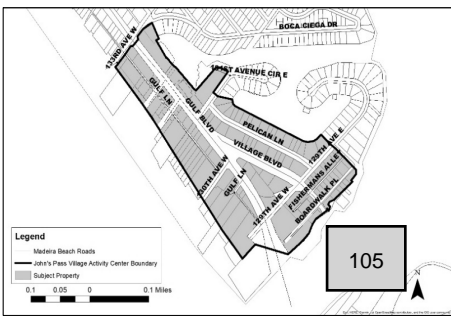 BOCA CIEGA DR
133RD AVE W
131ST AVENUE CIR E
GULF LN
GULF BLVD
PELICAN LN
VILLAGE BLVD
129TH AVE E
130TH AVE W
GULF LN
FISHERMANS ALLEY
129TH AVE W
BOARDWALK PL
Legend
Madeira Beach Roads
John's Pass Village Activity Center Boundary
Subject Property
0.1 0.05 0 0.1 Miles
105
N